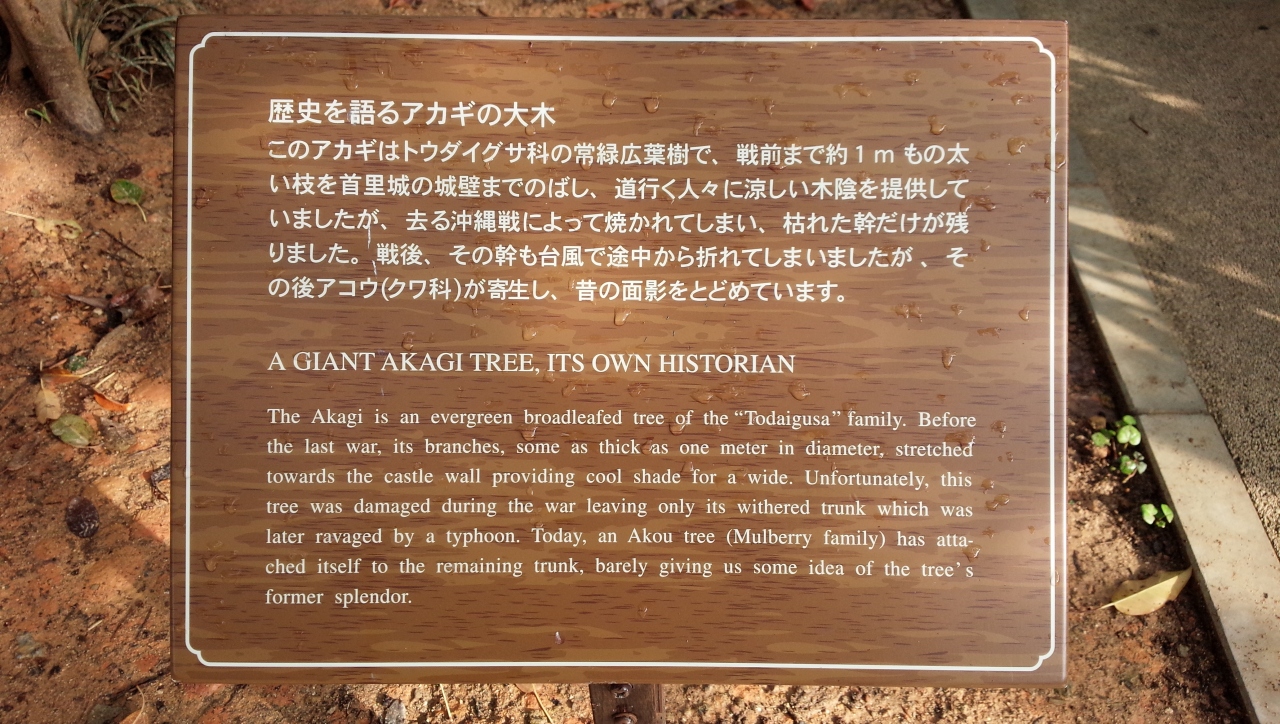 歴史を語るアカギの大木
このアカギはトウダイグサ科の常緑広葉樹で、戦前まで約1mもの太
い枝を首里城の城壁までのばし、道行く人々に涼しい木陰を提供して
いましたが、去る沖縄戦によって焼かれてしまい、枯れた幹だけが残
りました。戦後、その幹も台風で途中から折れてしまいましたが、そ
の後アコウ(クワ科)が寄生し、昔の面影をとどめています。
A GIANT AKAGI TREE, ITS OWN HISTORIAN
The Akagi is an evergreen broadleafed tree of the “Todaigusa” family. Before
the last war, its branches, some as thick as one meter in diameter, stretched
towards the castle wall providing cool shade for a wide. Unfortunately, this
tree was damaged during the war leaving only its withered trunk which was
later ravaged by a typhoon. Today, an Akou tree (Mulberry family) has atta-
ched itself to the remaining trunk, barely giving us some idea of the tree’s
former splendor.